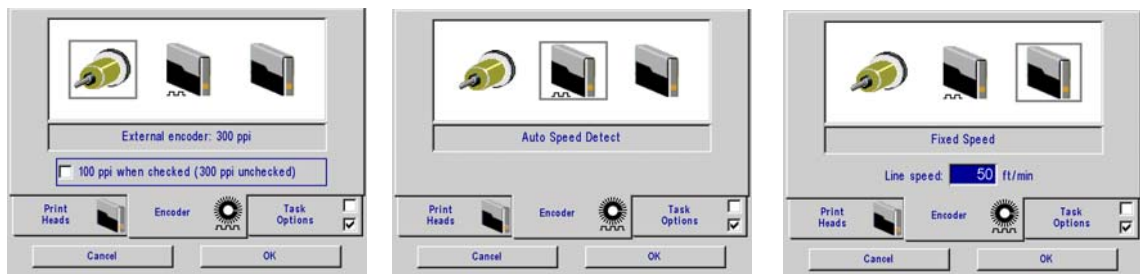 External encoder: 300 ppi
100 ppi when checked (300 ppi unchecked)
Print Heads
Encoder
Task Options
Cancel
OK
Auto Speed Detect
Print Heads
Encoder
Task Options
Cancel
OK
Fixed Speed
Line speed: 50 ft/min
Print Heads
Encoder
Task Options
Cancel
OK